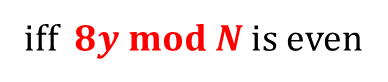 iff 8y mod N is even